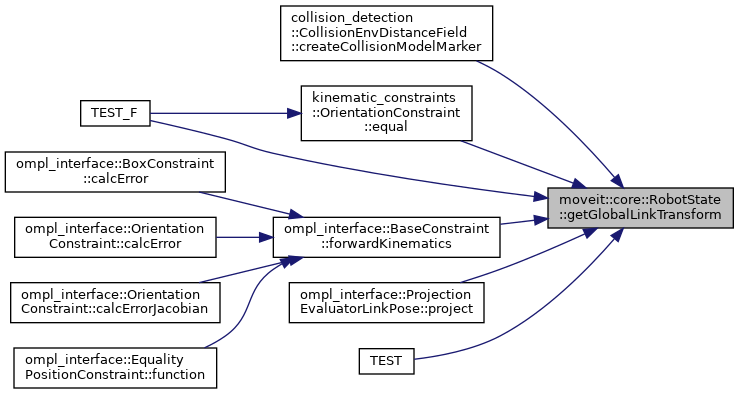 collision_detection
::CollisionEnvDistanceField
::createCollisionModelMarker
kinematic_constraints
::OrientationConstraint
::equal
TEST_F
ompl_interface::BoxConstraint
::calcError
moveit::core::RobotState
::getGlobalLinkTransform
ompl_interface::Orientation
Constraint::calcError
ompl_interface::BaseConstraint
::forwardKinematics
ompl_interface::Orientation
Constraint::calcErrorJacobian
ompl_interface::Projection
EvaluatorLinkPose::project
ompl_interface::Equality
PositionConstraint::function
TEST